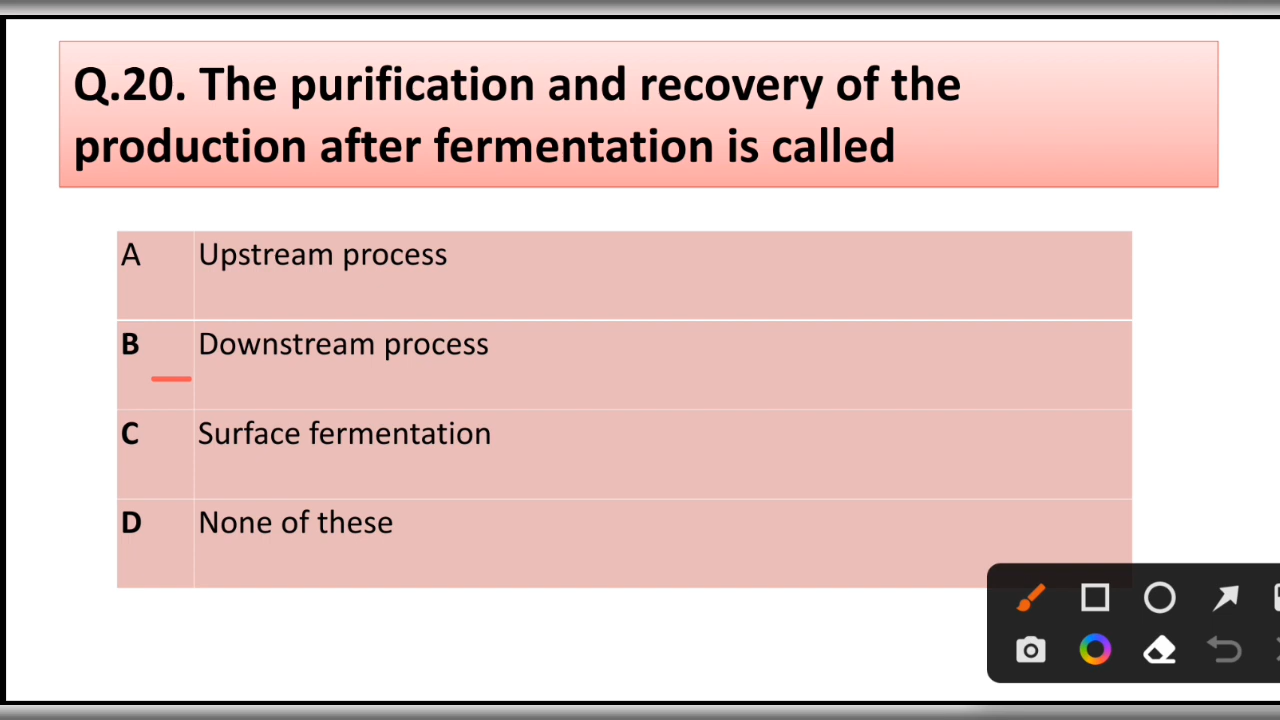 Q.20. The purification and recovery of the
production after fermentation is called
A Upstream process
B Downstream process
C Surface fermentation
D None of these